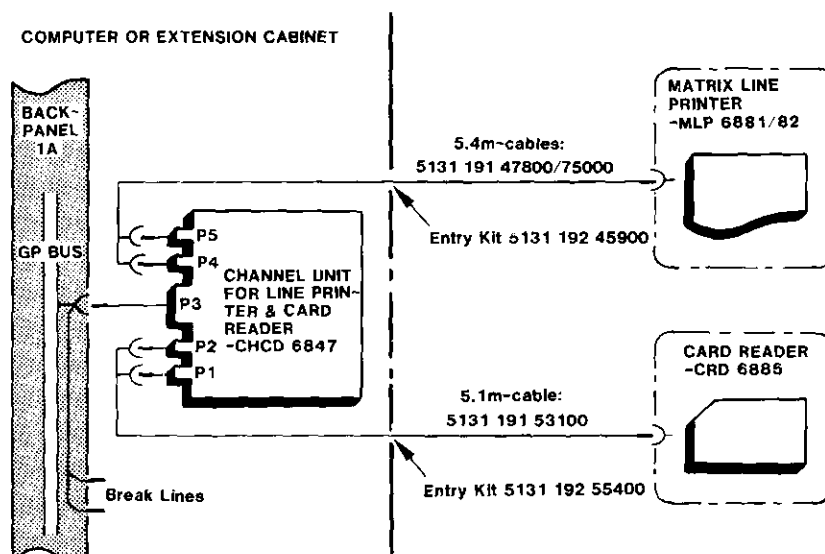 COMPUTER OR EXTENSION CABINET
BACK-
PANEL
1A
GP BUS
P5
P4
P3
P2
P1
CHANNEL UNIT
FOR LINE PRIN-
TER & CARD
READER
-CHCD 6847
Break Lines
5.4m-cables:
5131 191 47800/75000
Entry Kit 5131 192 45900
MATRIX LINE
PRINTER
-MLP 6881/82
5.1m-cable:
5131 191 53100
Entry Kit 5131 192 55400
CARD READER
-CRD 6885